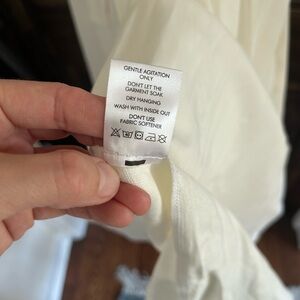 GENTLE AGITATION
ONLY
DON'T LET THE
GARMENT SOAK
DRY HANGING
WASH WITH INSIDE OUT
DON'T USE
FABRIC SOFTENER